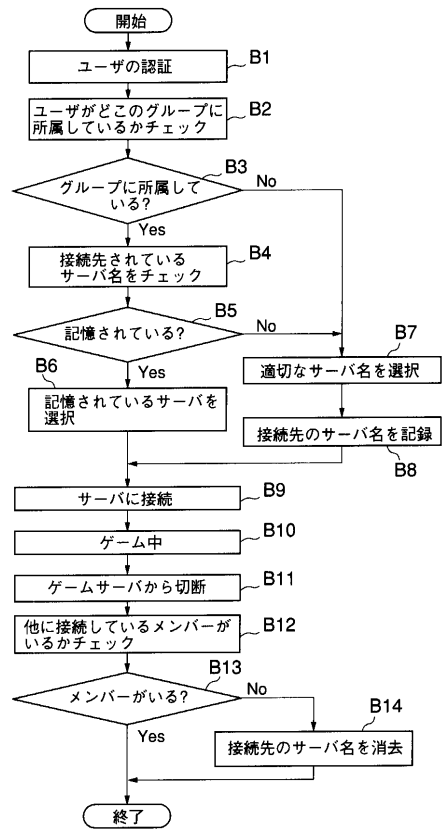 開始
ユーザの認証
B1
ユーザがどこのグループに
所属しているかチェック
B2
B3
グループに所属して
いる?
No
Yes
接続先されている
サーバ名をチェック
B4
B5
記憶されている?
No
Yes
B6
記憶されているサーバを
選択
B7
適切なサーバ名を選択
接続先のサーバ名を記録
B8
サーバに接続
B9
ゲーム中
B10
ゲームサーバから切断
B11
他に接続しているメンバーが
いるかチェック
B12
B13
メンバーがいる?
No
Yes
B14
接続先のサーバ名を消去
終了